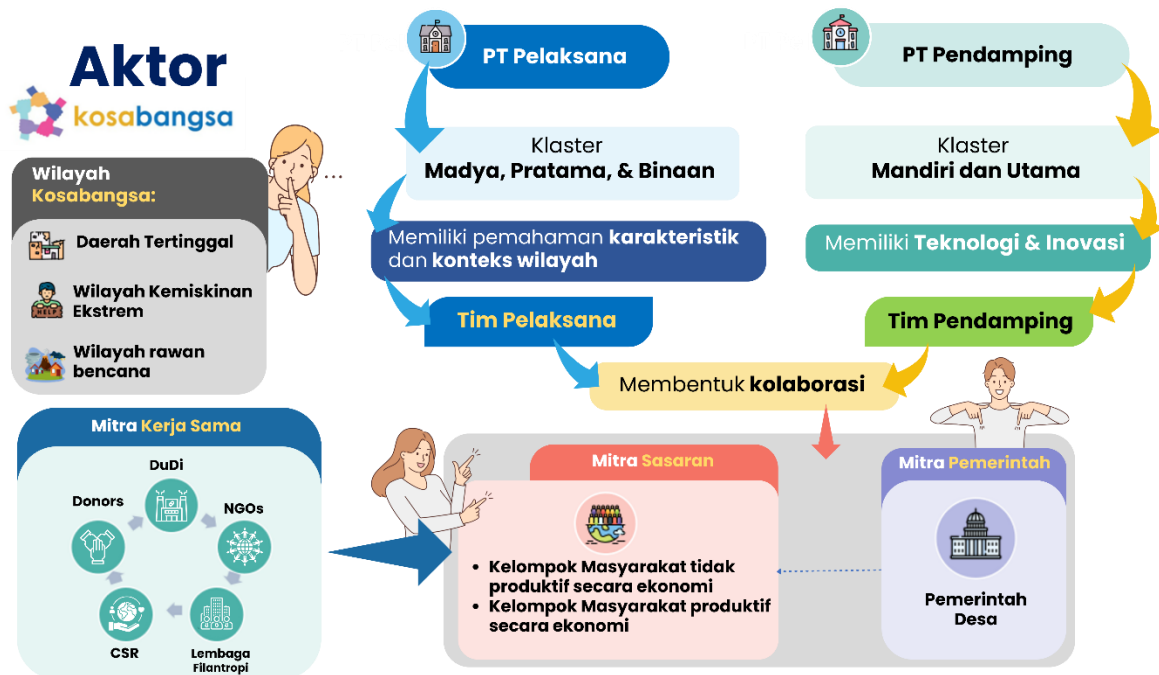 Aktor
kosabangsa
Wilayah
Kosabangsa:
Daerah Tertinggal
HELP
Wilayah Kemiskinan
Ekstrem
Wilayah rawan
bencana
...
PT Pelaksana
Klaster
Madya, Pratama, & Binaan
Memiliki pemahaman karakteristik
dan konteks wilayah
Tim Pelaksana
PT Pendamping
Klaster
Mandiri dan Utama
Memiliki Teknologi & Inovasi
Tim Pendamping
Membentuk kolaborasi
Mitra Kerja Sama
DuDi
NGOs
Lembaga
Filantropi
CSR
Donors
Mitra Sasaran
• Kelompok Masyarakat tidak
produktif secara ekonomi
• Kelompok Masyarakat produktif
secara ekonomi
Mitra Pemerintah
Pemerintah
Desa